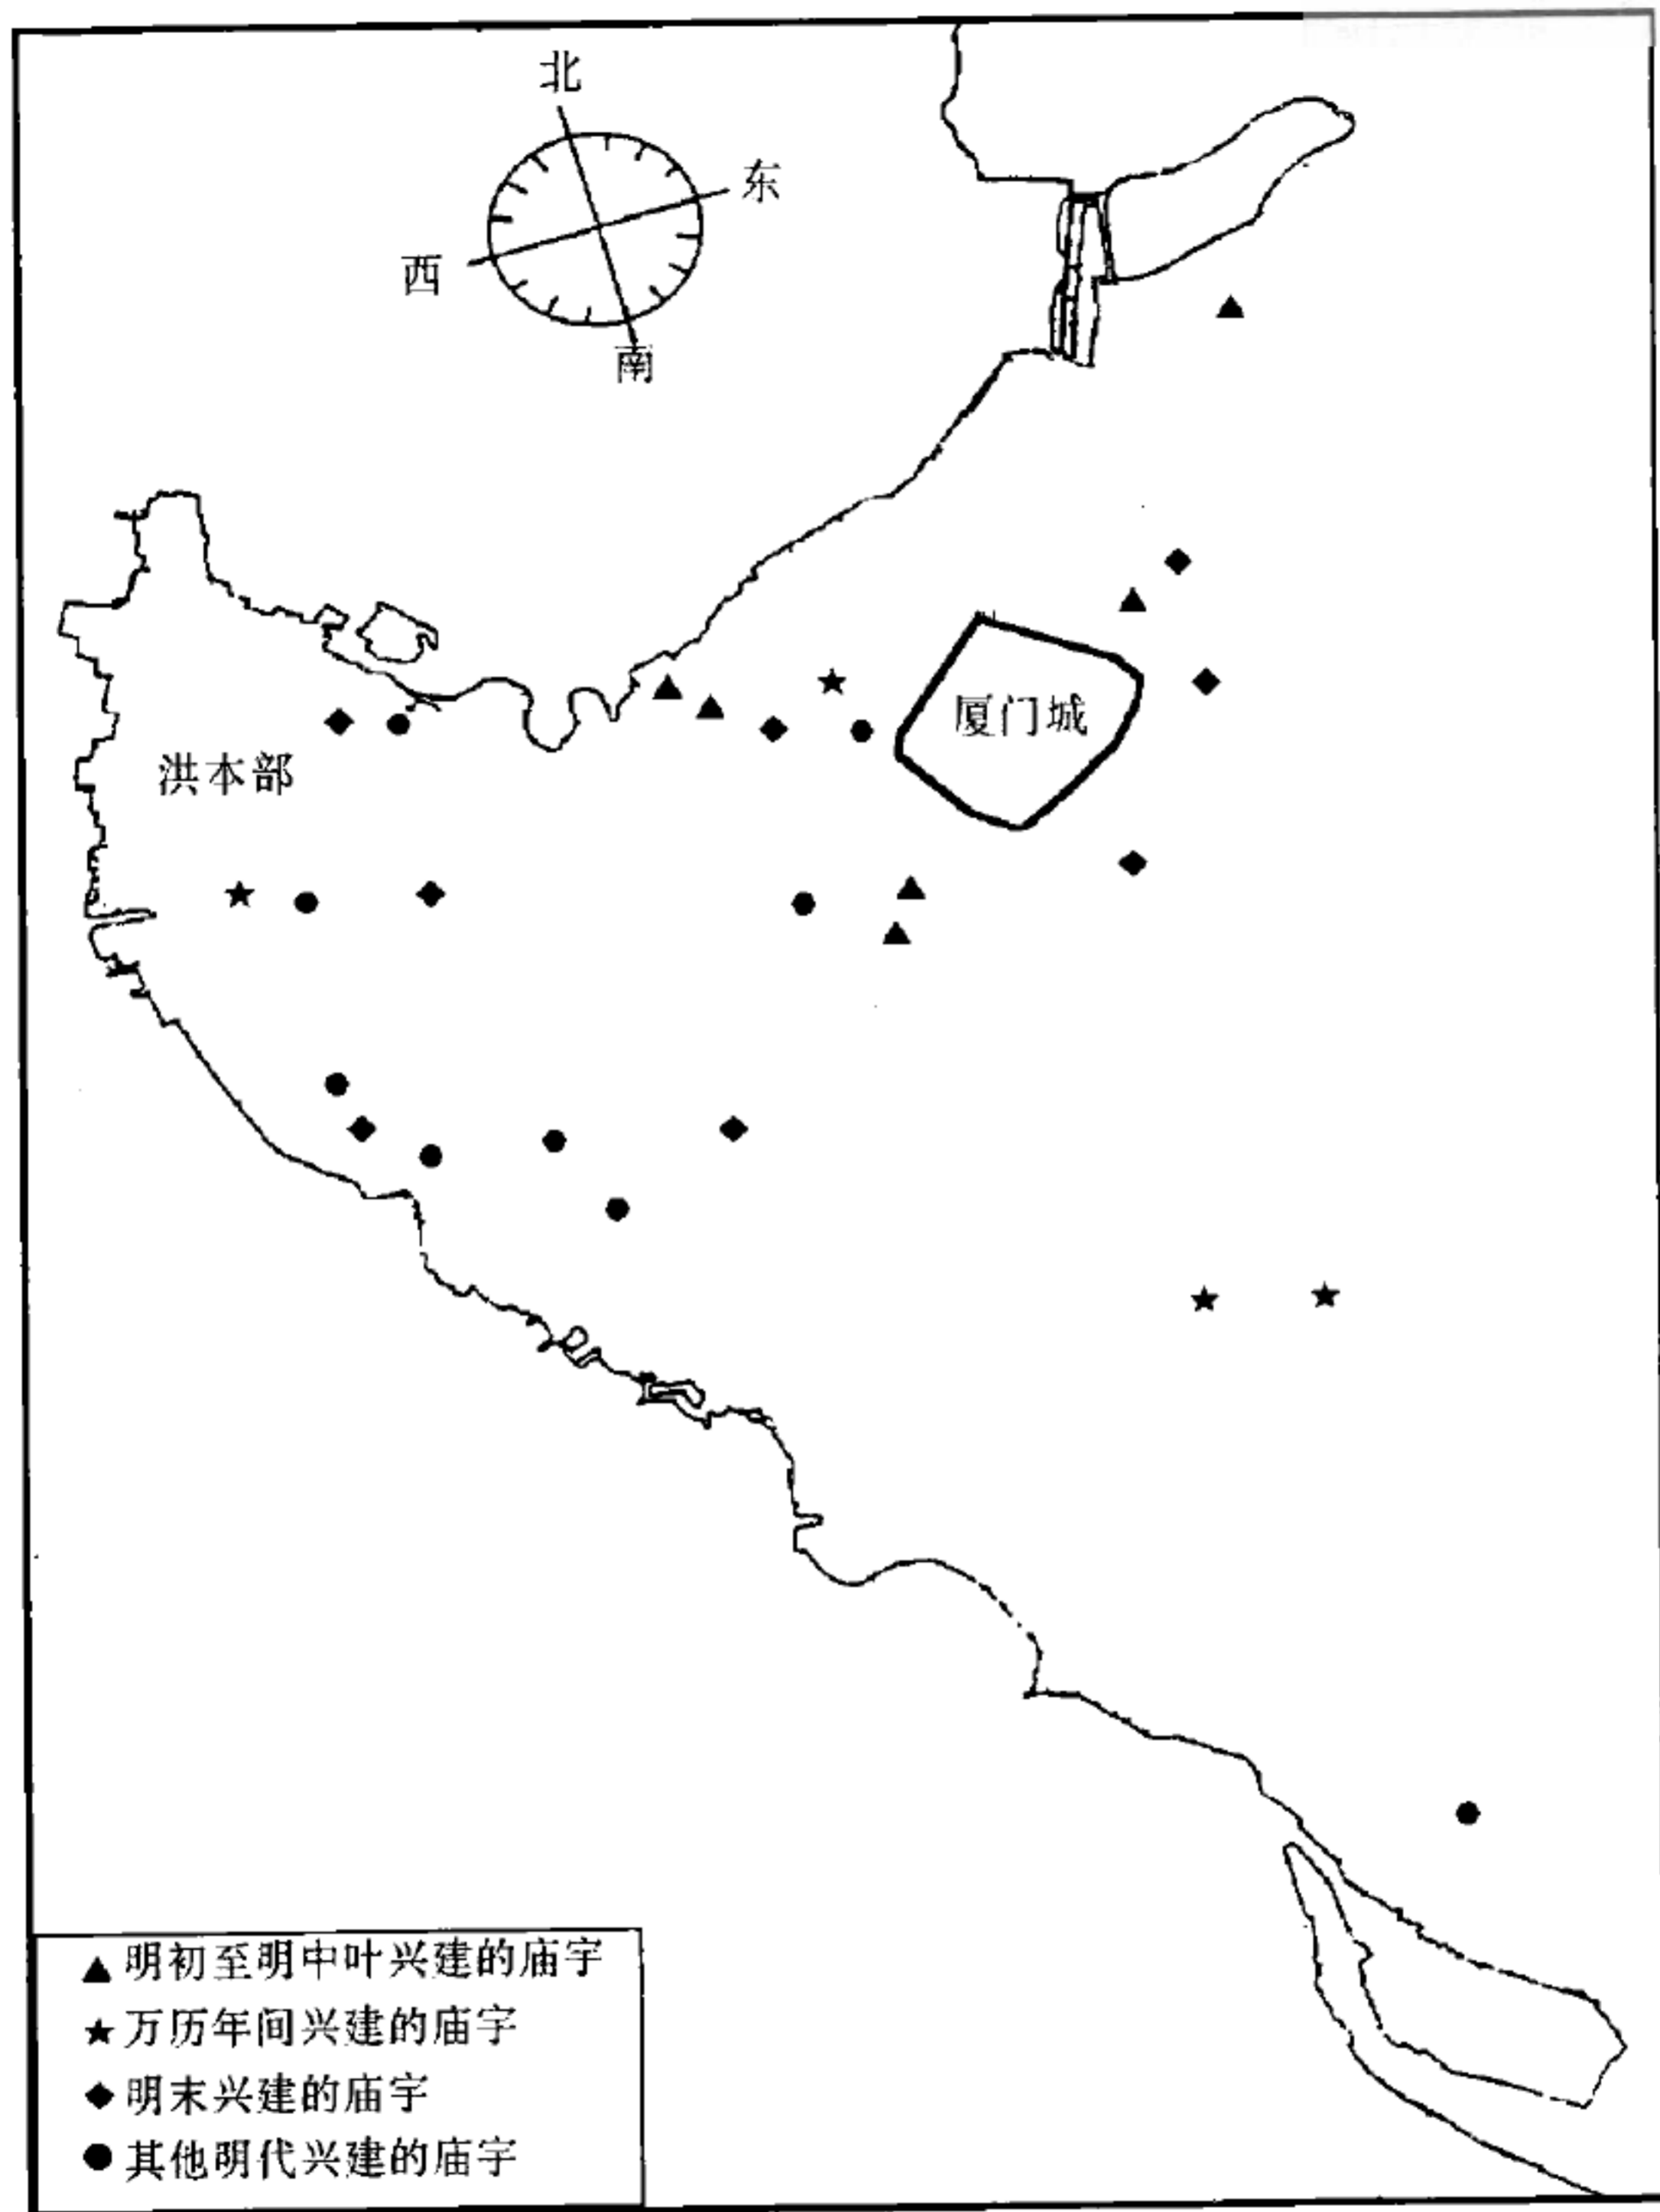 北
东
西
南
厦门城
洪本部
▲明初至明中叶兴建的庙宇
★万历年间兴建的庙宇
◆明末兴建的庙宇
●其他明代兴建的庙宇